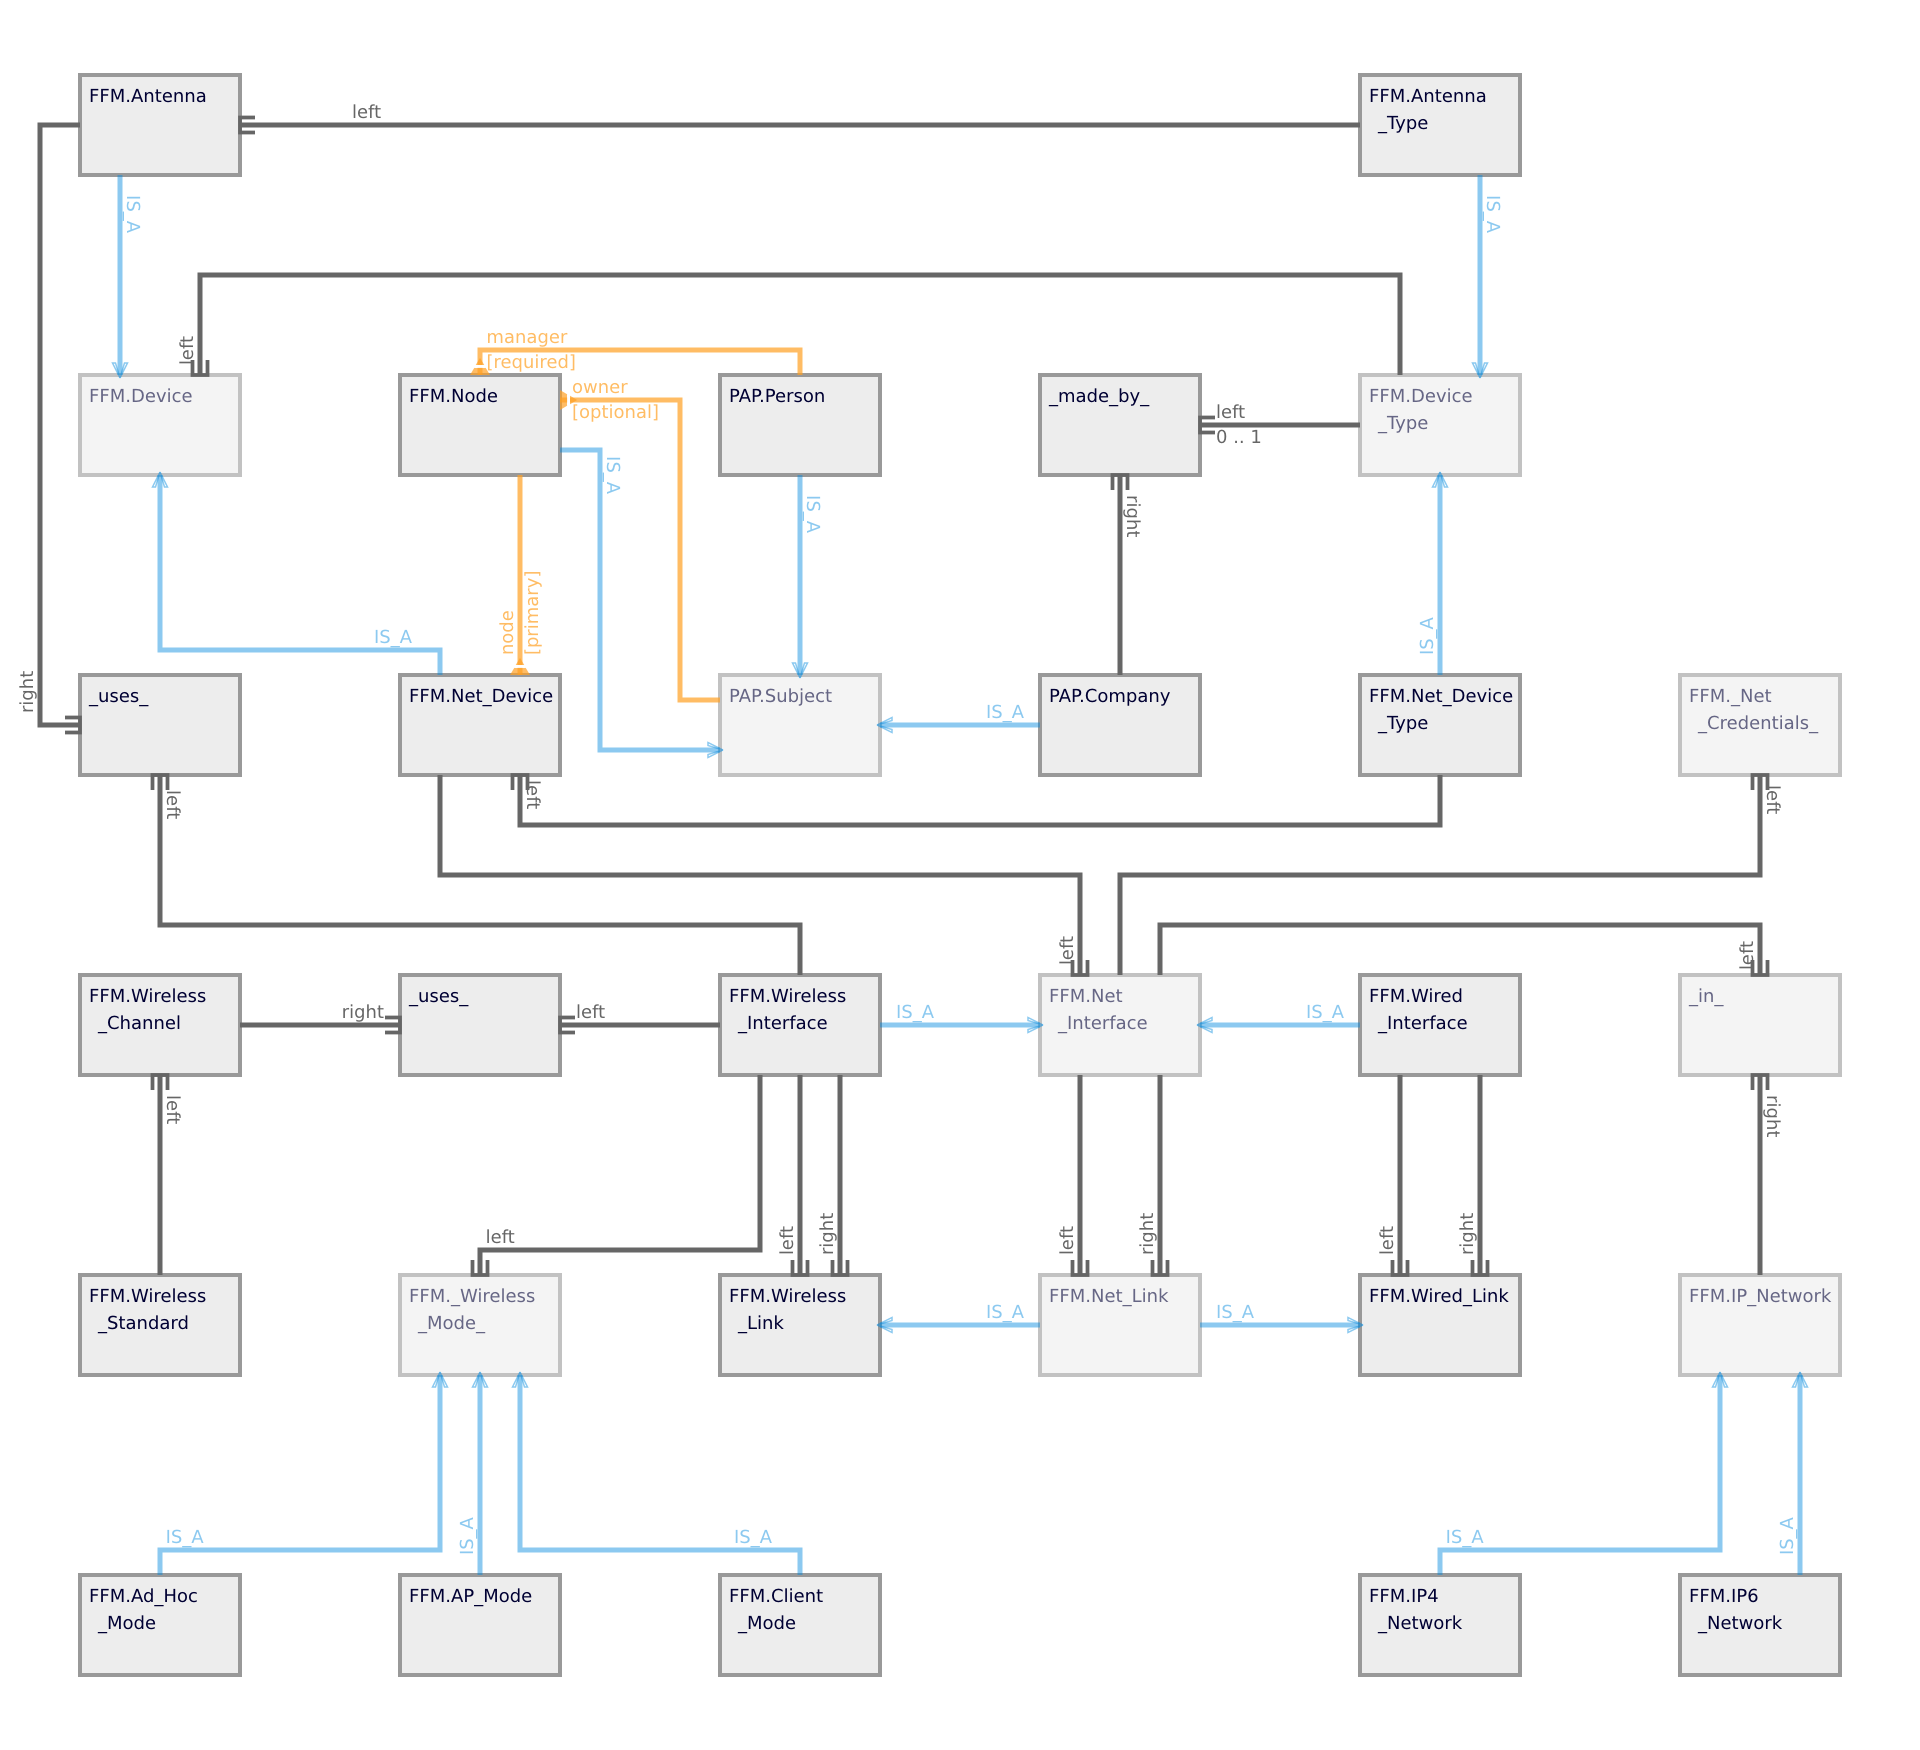 FFM.Antenna
left
FFM.Antenna
_Type
IS_A
IS_A
left
manager
[required]
FFM.Device
FFM.Node
owner
[optional]
PAP.Person
_made_by_
left
0 .. 1
FFM.Device
_Type
IS_A
IS_A
right
node
[primary]
IS_A
IS_A
right
_uses_
FFM.Net_Device
PAP.Subject
IS_A
PAP.Company
FFM.Net_Device
_Type
FFM._Net
_Credentials_
left
left
left
left
left
FFM.Wireless
_Channel
right
_uses_
left
FFM.Wireless
_Interface
IS_A
FFM.Net
_Interface
IS_A
FFM.Wired
_Interface
_in_
left
right
left
left
right
left
right
left
right
FFM.Wireless
_Standard
FFM._Wireless
_Mode_
FFM.Wireless
_Link
IS_A
FFM.Net_Link
IS_A
FFM.Wired_Link
FFM.IP_Network
IS_A
IS_A
IS_A
IS_A
IS_A
FFM.Ad_Hoc
_Mode
FFM.AP_Mode
FFM.Client
_Mode
FFM.IP4
_Network
FFM.IP6
_Network